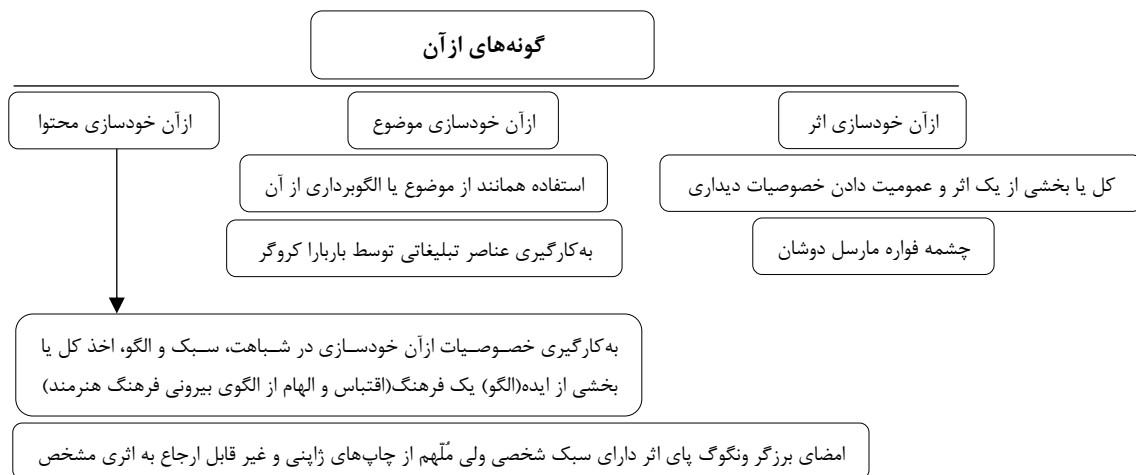 گونه‌های ازآن
ازآن خودسازی اثر
ازآن خودسازی موضوع
ازآن خودسازی محتوا
کل یا بخشی از یک اثر و عمومیت دادن خصوصیات دیداری
استفاده همانند از موضوع یا الگوبرداری از آن
چشمه فواره مارسل دوشان
به‌کارگیری عناصر تبلیغاتی توسط باربارا کروگر
به‌کارگیری خصوصیات ازآن خودسازی در شباهت، سبک و الگو، اخذ کل یا
بخشی از ایده(الگو) یک فرهنگ(اقتباس و الهام از الگوی بیرونی فرهنگ هنرمند)
امضای برزگر ونگوگ پای اثر دارای سبک شخصی ولی مُلّهم از چاپ‌های ژاپنی و غیر قابل ارجاع به اثری مشخص